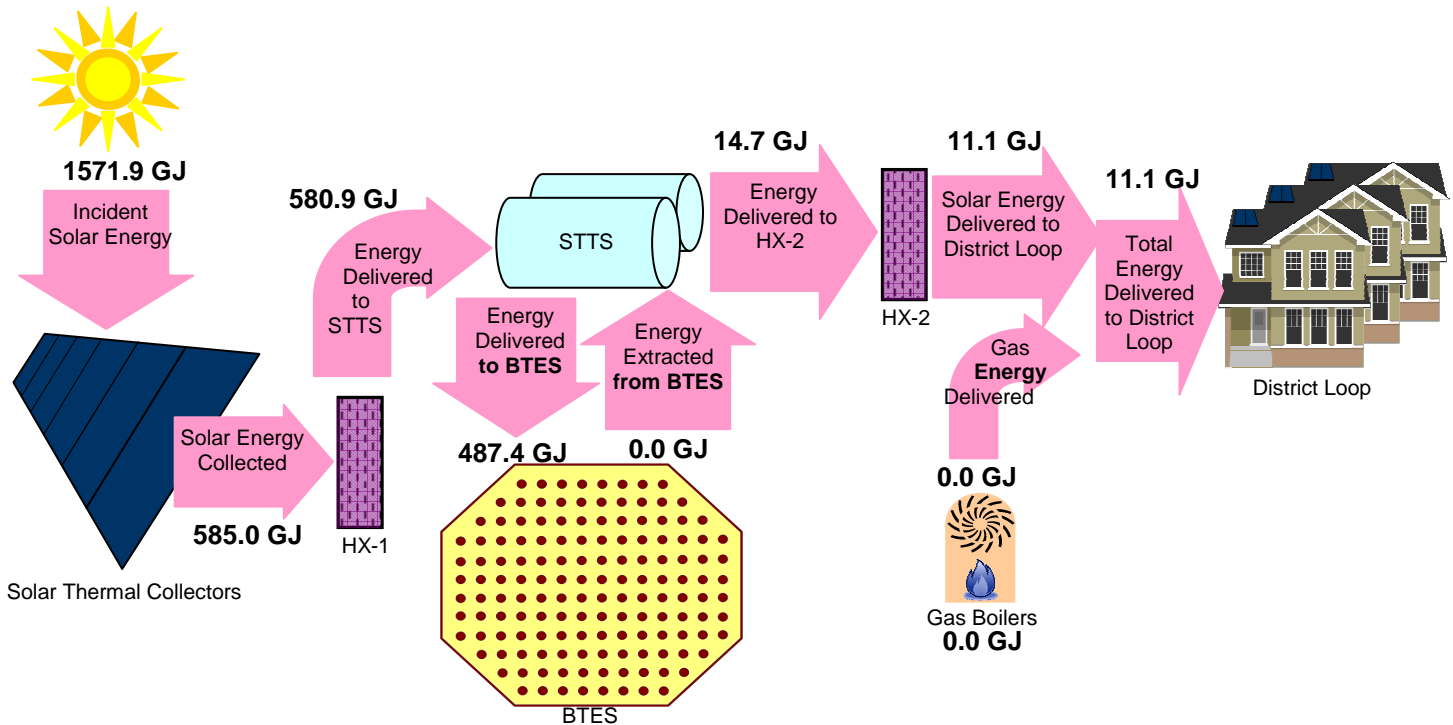 1571.9 GJ
Incident
Solar Energy
Solar Thermal Collectors
Solar Energy
Collected
585.0 GJ
HX-1
580.9 GJ
Energy
Delivered
to
STTS
STTS
Energy
Delivered
to BTES
487.4 GJ
Energy
Extracted
from BTES
0.0 GJ
BTES
14.7 GJ
Energy
Delivered to
HX-2
HX-2
11.1 GJ
Solar Energy
Delivered to
District Loop
Gas
Energy
Delivered
0.0 GJ
Gas Boilers
0.0 GJ
11.1 GJ
Total
Energy
Delivered
to District
Loop
District Loop